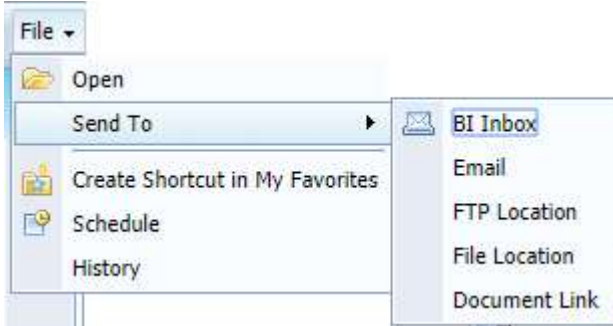 File
Open
Send To
Create Shortcut in My Favorites
Schedule
History
BI Inbox
Email
FTP Location
File Location
Document Link